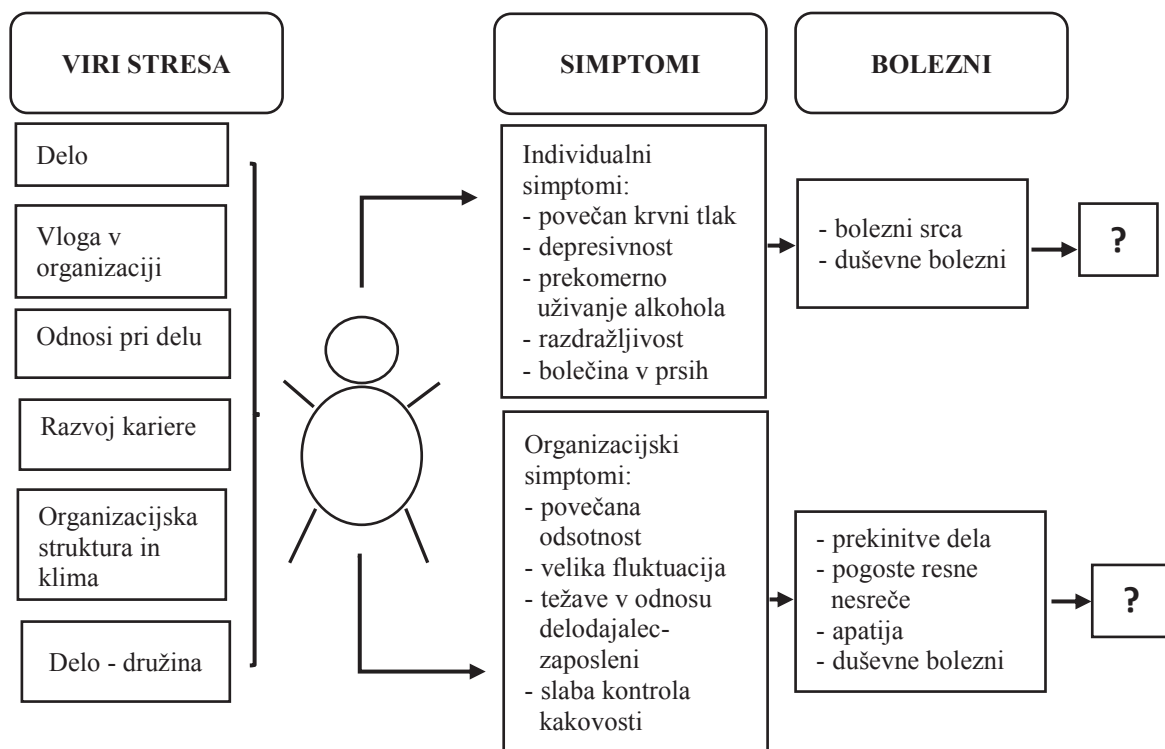 VIRI STRESA
SIMPTOMI
BOLEZNI
Delo
Vloga v
organizaciji
Odnosi pri delu
Razvoj kariere
Organizacijska
struktura in
klima
Delo - družina
Individualni
simptomi:
- povečan krvni tlak
- depresivnost
- prekomerno
uživanje alkohola
- razdražljivost
- bolečina v prsih
- bolezni srca
- duševne bolezni
?
Organizacijski
simptomi:
- povečana
odsotnost
- velika fluktuacija
- težave v odnosu
delodajalec-
zaposleni
- slaba kontrola
kakovosti
- prekinitve dela
- pogoste resne
nesreče
- apatija
- duševne bolezni
?